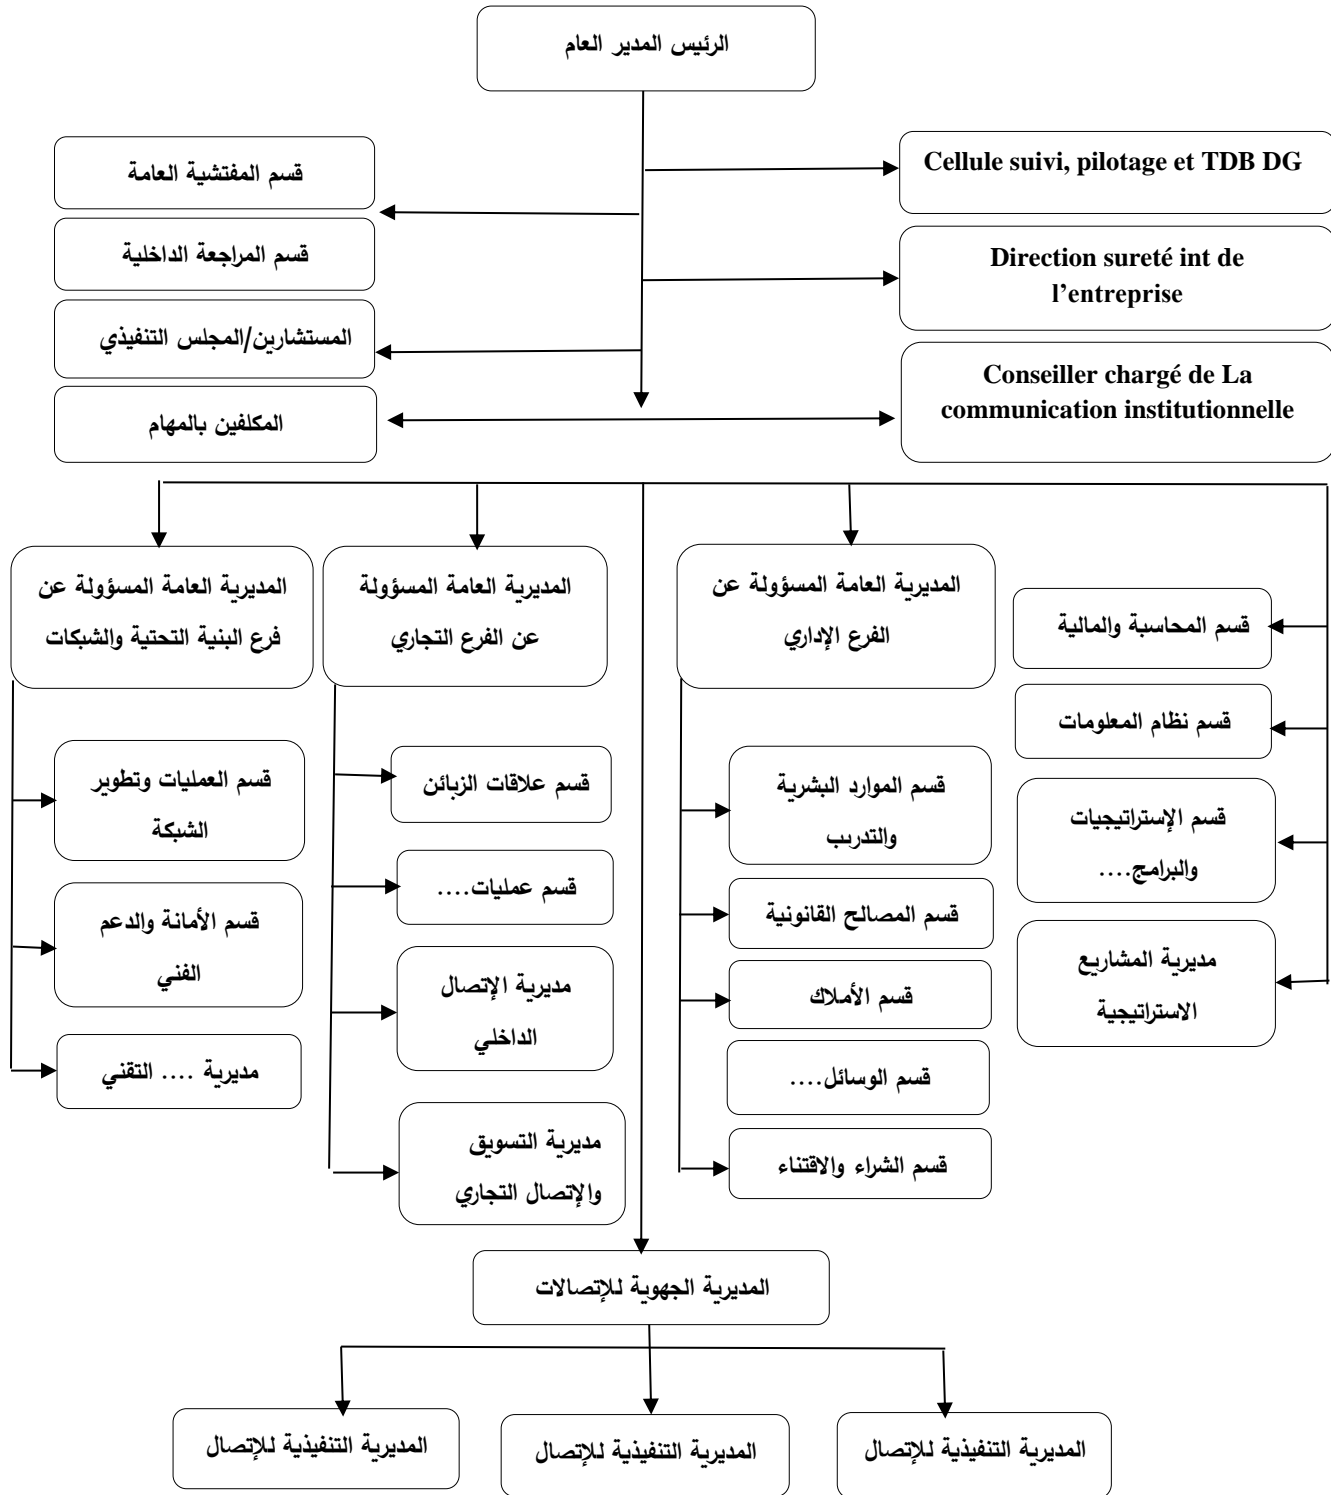 الرئيس المدير العام
قسم المفتشية العامة
قسم المراجعة الداخلية
المستشارين/المجلس التنفيذي
المكلفين بالمهام
Cellule suivi, pilotage et TDB DG
Direction sureté int de
l’entreprise
Conseiller chargé de La
communication institutionnelle
المديرية العامة المسؤولة عن
فرع البنية التحتية والشبكات
المديرية العامة المسؤولة
عن الفرع التجاري
المديرية العامة المسؤولة عن
الفرع الإداري
قسم المحاسبة والمالية
قسم نظام المعلومات
قسم الإستراتيجيات
والبرامج....
مديرية المشاريع
الاستراتيجية
قسم العمليات وتطوير
الشبكة
قسم الأمانة والدعم
الفني
مديرية .... التقني
قسم علاقات الزبائن
قسم عمليات....
مديرية الإتصال
الداخلي
مديرية التسويق
والإتصال التجاري
قسم الموارد البشرية
والتدريب
قسم المصالح القانونية
قسم الأملاك
قسم الوسائل....
قسم الشراء والاقتناء
المديرية الجهوية للإتصالات
المديرية التنفيذية للإتصال
المديرية التنفيذية للإتصال
المديرية التنفيذية للإتصال